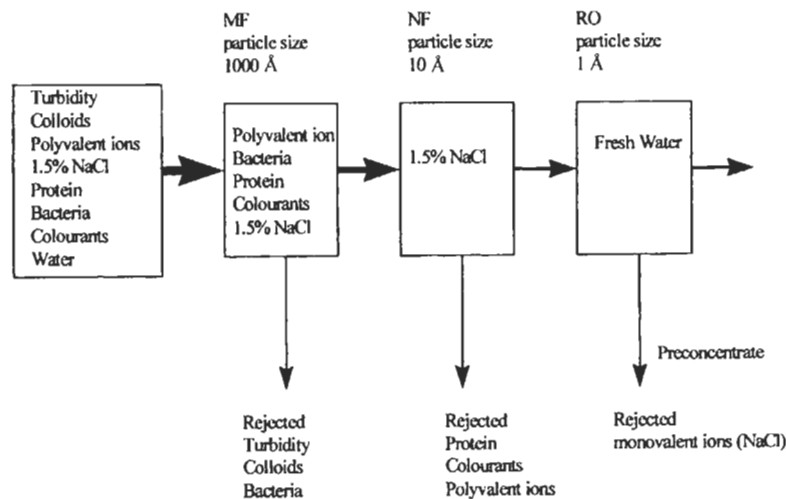 MF
particle size
1000 Å
NF
particle size
10 Å
RO
particle size
1 Å
Turbidity
Colloids
Polyvalent ions
1.5% NaCl
Protein
Bacteria
Colourants
Water
Polyvalent ion
Bacteria
Protein
Colourants
1.5% NaCl
1.5% NaCl
Fresh Water
Preconcentrate
Rejected
Turbidity
Colloids
Bacteria
Rejected
Protein
Colourants
Polyvalent ions
Rejected
monovalent ions (NaCl)